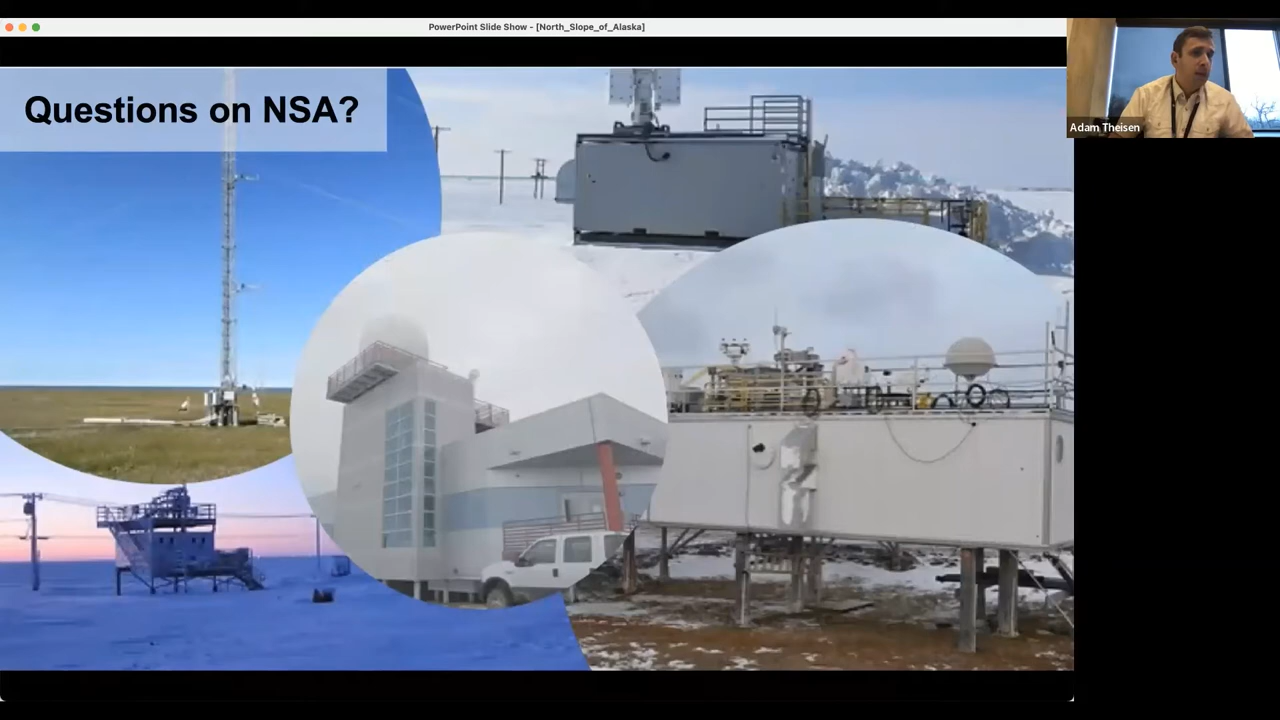 PowerPoint Slide Show - [North_Slope_of_Alaska]
Questions on NSA?
Adam Theisen